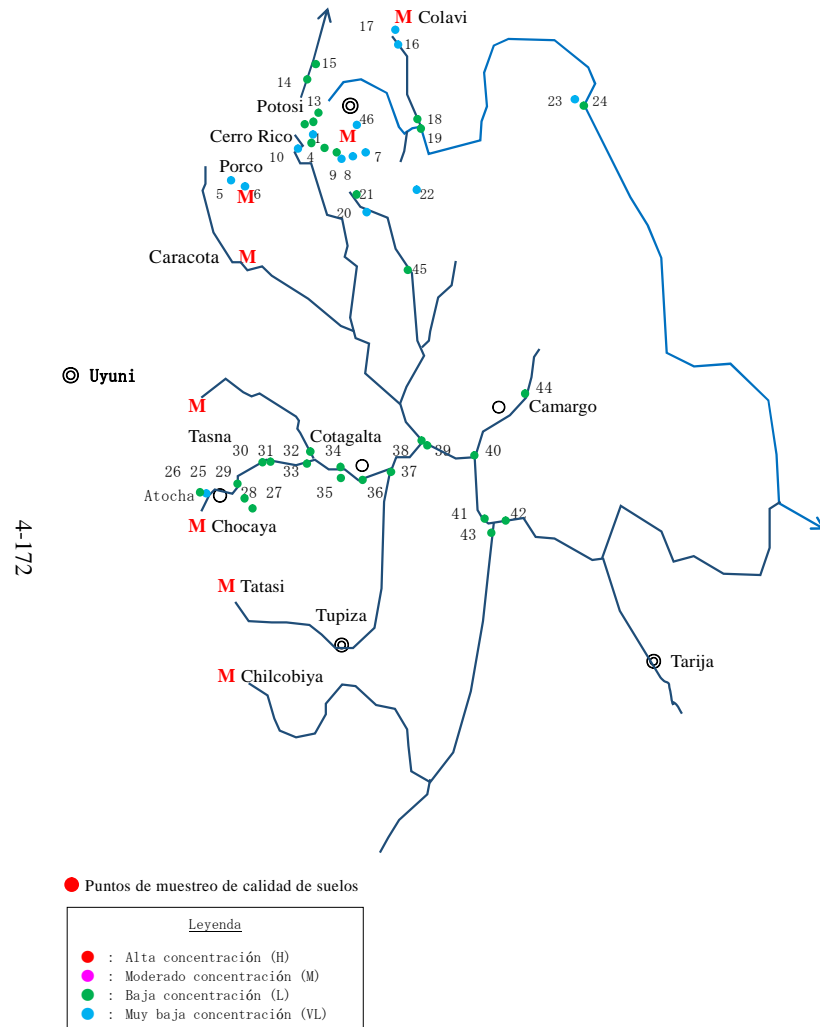 17 M Colavi
16
15
14
13
Potosi
46
18
23 24
Cerro Rico 1 M
19
10 4 7
Porco 9 8
5 6 21 22
M
20
Caracota M
45
Uyuni
44
M Camargo
Tasna Cotagalta
30 31 32 34 38 39 40
26 25 29 33 37
Atocha 28 27 35 36
M Chocaya
41 42
43
4-172
M Tatasi
Tupiza
Tarija
M Chilcobiya
Puntos de muestreo de calidad de suelos
Leyenda
: Alta concentración (H)
: Moderado concentración (M)
: Baja concentración (L)
: Muy baja concentración (VL)